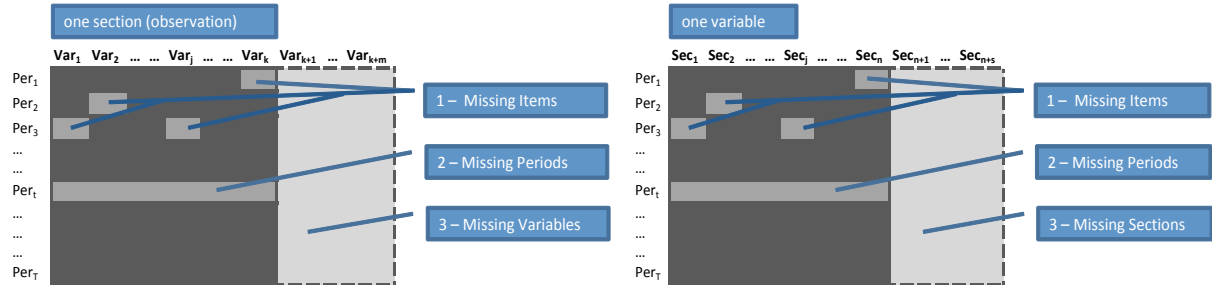 one section (observation)
Var1 Var2 ... ... Varj ... ... Vark Vark+1 ... Vark+m
Per1
Per2
Per3
...
...
Pert
...
...
...
PerT
1 – Missing Items
2 – Missing Periods
3 – Missing Variables
one variable
Sec1 Sec2 ... ... Secj ... ... Secn Secn+1 ... Secn+s
Per1
Per2
Per3
...
...
Pert
...
...
...
PerT
1 – Missing Items
2 – Missing Periods
3 – Missing Sections